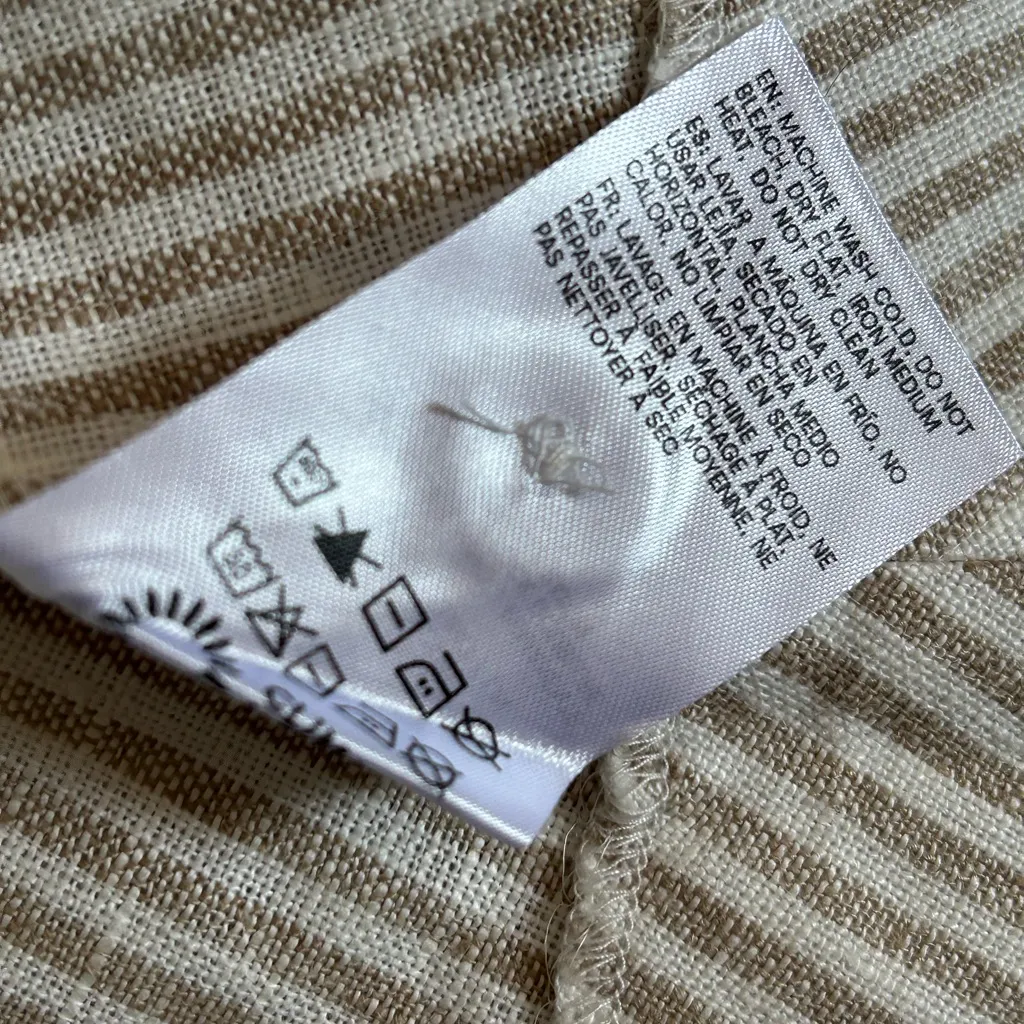 EN: MACHINE WASH COLD. DO NOT
BLEACH. DRY FLAT. IRON MEDIUM
HEAT. DO NOT DRY CLEAN
ES: LAVAR A MÁQUINA EN FRÍO. NO
USAR LEJÍA. SECADO EN
HORIZONTAL. PLANCHA MEDIO
CALOR. NO LIMPIAR EN SECO
FR: LAVAGE EN MACHINE À FROID. NE
PAS JAVELLISER. SÉCHAGE À PLAT.
REPASSER À FAIBLE MOYENNE. NE
PAS NETTOYER À SEC